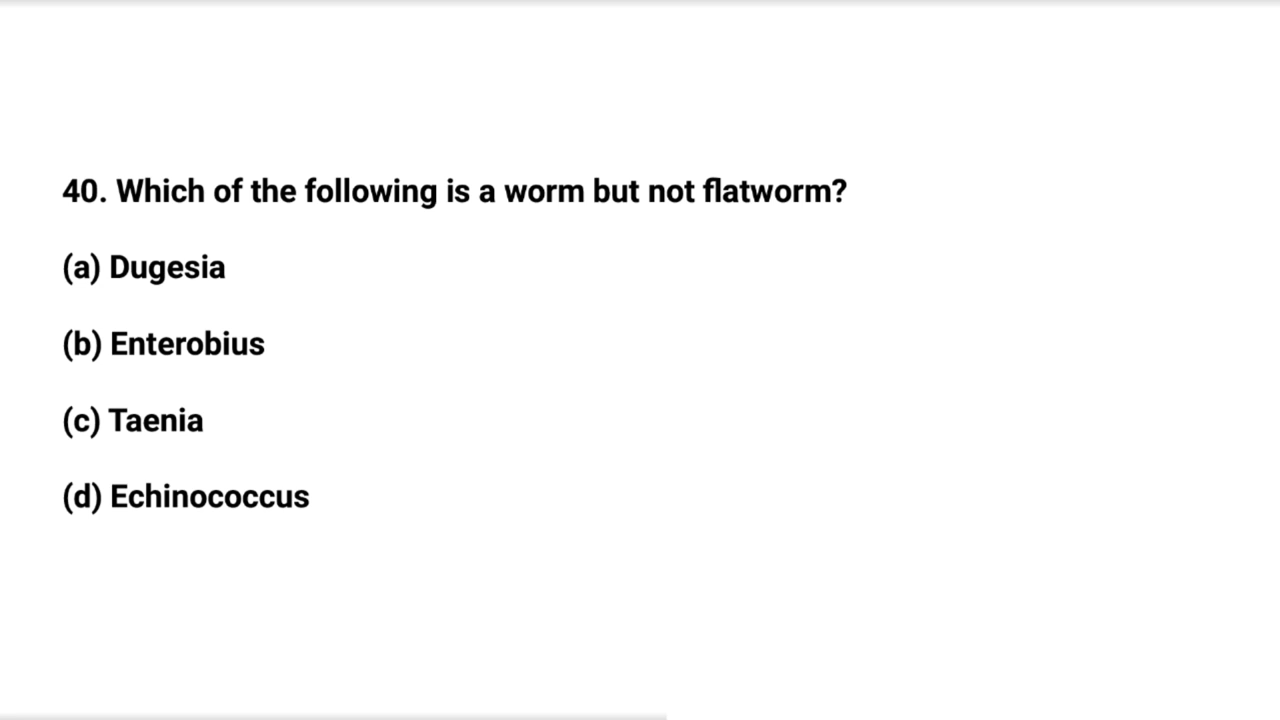 40. Which of the following is a worm but not flatworm?
(a) Dugesia
(b) Enterobius
(c) Taenia
(d) Echinococcus